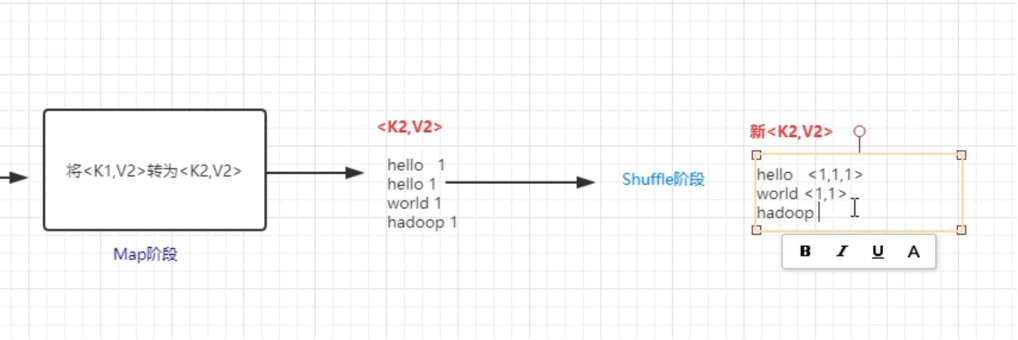 将<K1,V2>转为<K2,V2>
Map阶段
<K2,V2>
hello 1
hello 1
world 1
hadoop 1
Shuffle阶段
新<K2,V2>
hello <1,1,1>
world <1,1>
hadoop
B I U A